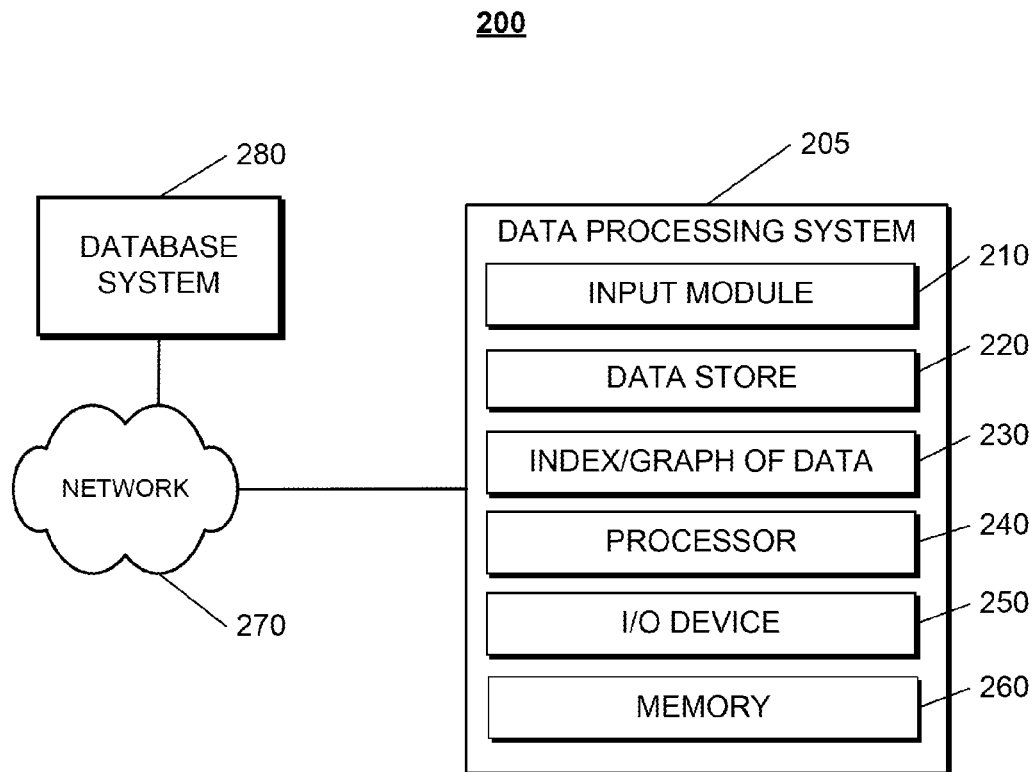 200
280
DATABASE
SYSTEM
NETWORK
270
205
DATA PROCESSING SYSTEM
210
INPUT MODULE
220
DATA STORE
230
INDEX/GRAPH OF DATA
240
PROCESSOR
250
I/O DEVICE
260
MEMORY